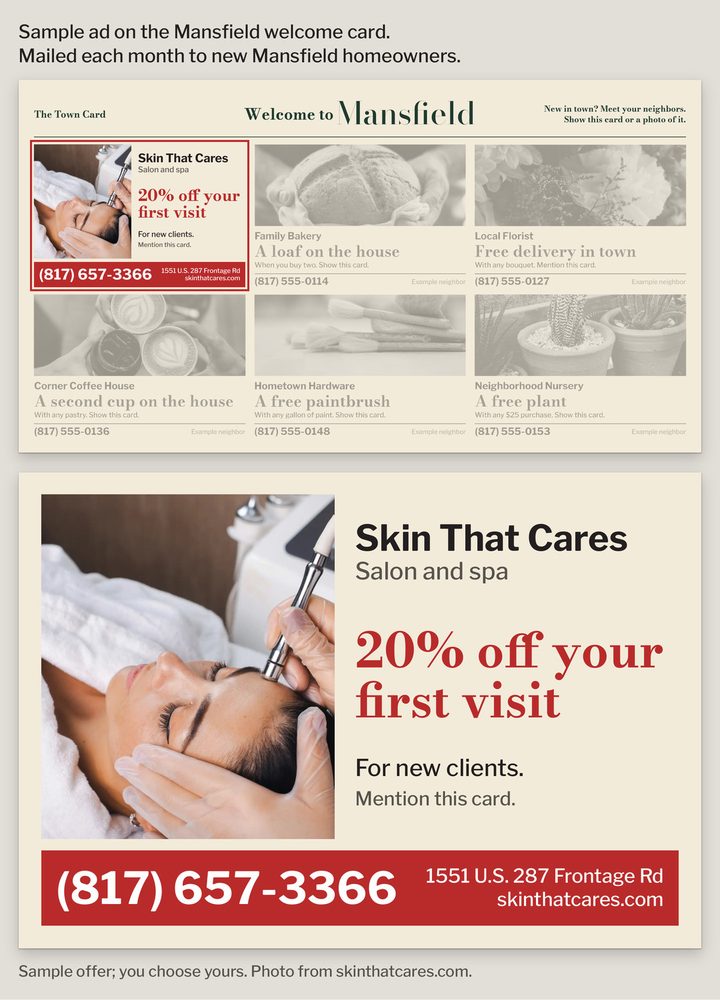 Sample ad on the Mansfield welcome card.
Mailed each month to new Mansfield homeowners.
The Town Card
Welcome to Mansfield
New in town? Meet your neighbors.
Show this card or a photo of it.
Skin That Cares
Salon and spa
20% off your
first visit
For new clients.
Mention this card.
(817) 657-3366
1551 U.S. 287 Frontage Rd
skinthatcares.com
Family Bakery
A loaf on the house
When you buy two. Show this card.
(817) 555-0114
Example neighbor
Local Florist
Free delivery in town
With any bouquet. Mention this card.
(817) 555-0127
Example neighbor
Corner Coffee House
A second cup on the house
With any pastry. Show this card.
(817) 555-0136
Example neighbor
Hometown Hardware
A free paintbrush
With any gallon of paint. Show this card.
(817) 555-0148
Example neighbor
Neighborhood Nursery
A free plant
With any $25 purchase. Show this card.
(817) 555-0153
Example neighbor
Skin That Cares
Salon and spa
20% off your
first visit
For new clients.
Mention this card.
(817) 657-3366
1551 U.S. 287 Frontage Rd
skinthatcares.com
Sample offer; you choose yours. Photo from skinthatcares.com.